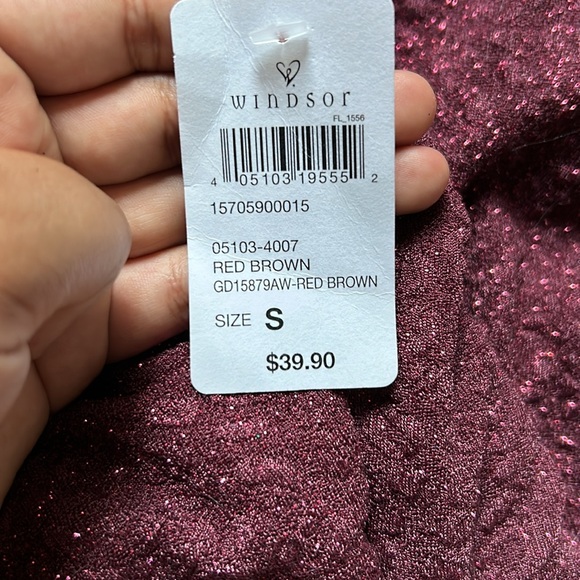 WINDSOR
FL_1556
4 05103 19555 2
15705900015
05103-4007
RED BROWN
GD15879AW-RED BROWN
SIZE S
$39.90